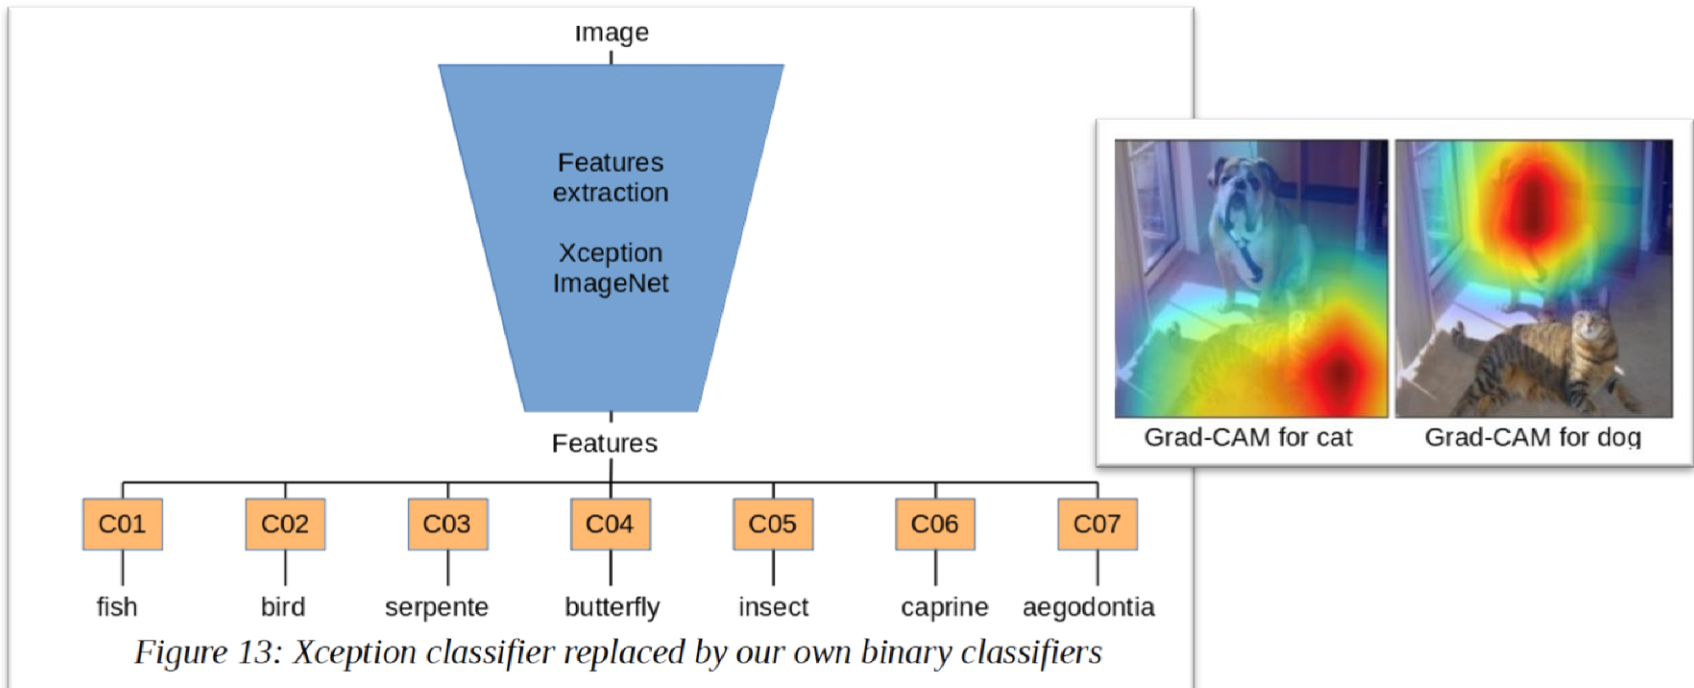 Image
Features
extraction
Xception
ImageNet
Features
C01 C02 C03 C04 C05 C06 C07
fish bird serpente butterfly insect caprine aegodontia
Figure 13: Xception classifier replaced by our own binary classifiers
Grad-CAM for cat
Grad-CAM for dog